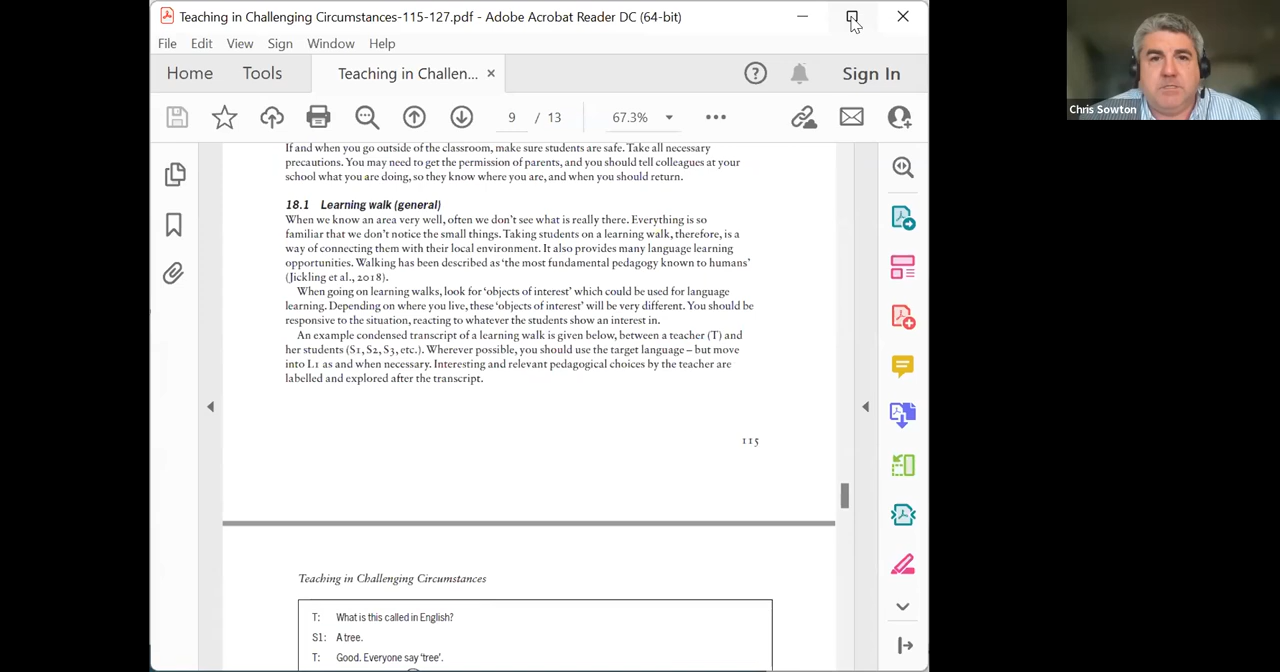 Teaching in Challenging Circumstances-115-127.pdf - Adobe Acrobat Reader DC (64-bit)
File Edit View Sign Window Help
Home Tools Teaching in Challen... × Sign In
9 / 13 67.3%
If and when you go outside of the classroom, make sure students are safe. Take all necessary
precautions. You may need to get the permission of parents, and you should tell colleagues at your
school what you are doing, so they know where you are, and when you should return.
18.1 Learning walk (general)
When we know an area very well, often we don't see what is really there. Everything is so
familiar that we don't notice the small things. Taking students on a learning walk, therefore, is a
way of connecting them with their local environment. It also provides many language learning
opportunities. Walking has been described as 'the most fundamental pedagogy known to humans'
(Jickling et al., 2018).
When going on learning walks, look for 'objects of interest' which could be used for language
learning. Depending on where you live, these 'objects of interest' will be very different. You should be
responsive to the situation, reacting to whatever the students show an interest in.
An example condensed transcript of a learning walk is given below, between a teacher (T) and
her students (S1, S2, S3, etc.). Wherever possible, you should use the target language – but move
into L1 as and when necessary. Interesting and relevant pedagogical choices by the teacher are
labelled and explored after the transcript.
115
Teaching in Challenging Circumstances
T: What is this called in English?
S1: A tree.
T: Good. Everyone say 'tree'.
Chris Sowton